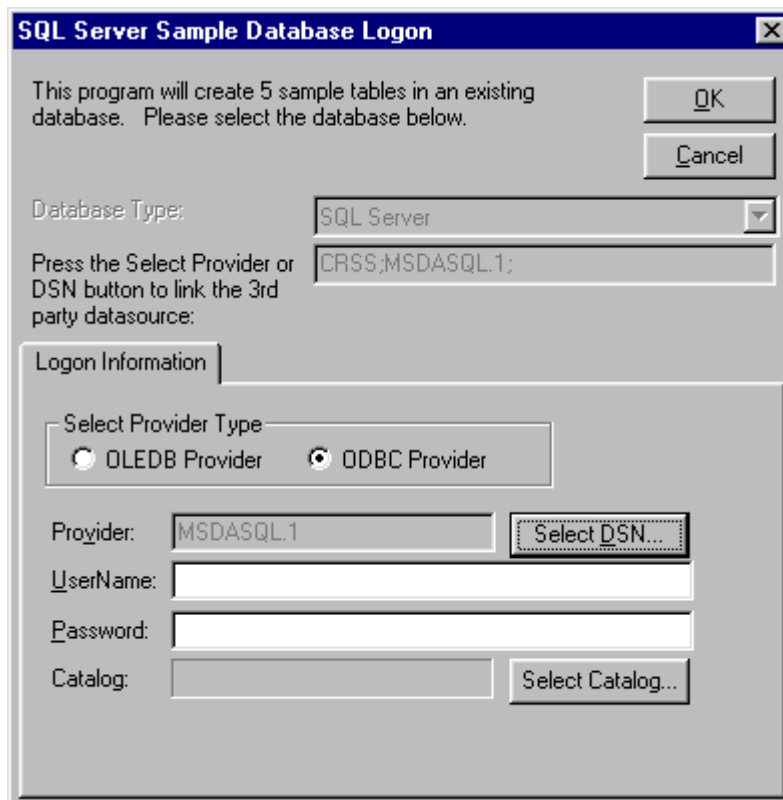 SQL Server Sample Database Logon
This program will create 5 sample tables in an existing
database.   Please select the database below.
OK
Cancel
Database Type:
SQL Server
Press the Select Provider or
DSN button to link the 3rd
party datasource:
CRSS;MSDASQL.1;
Logon Information
Select Provider Type
OLEDB Provider
ODBC Provider
Provider:
MSDASQL.1
Select DSN...
UserName:
Password:
Catalog:
Select Catalog...